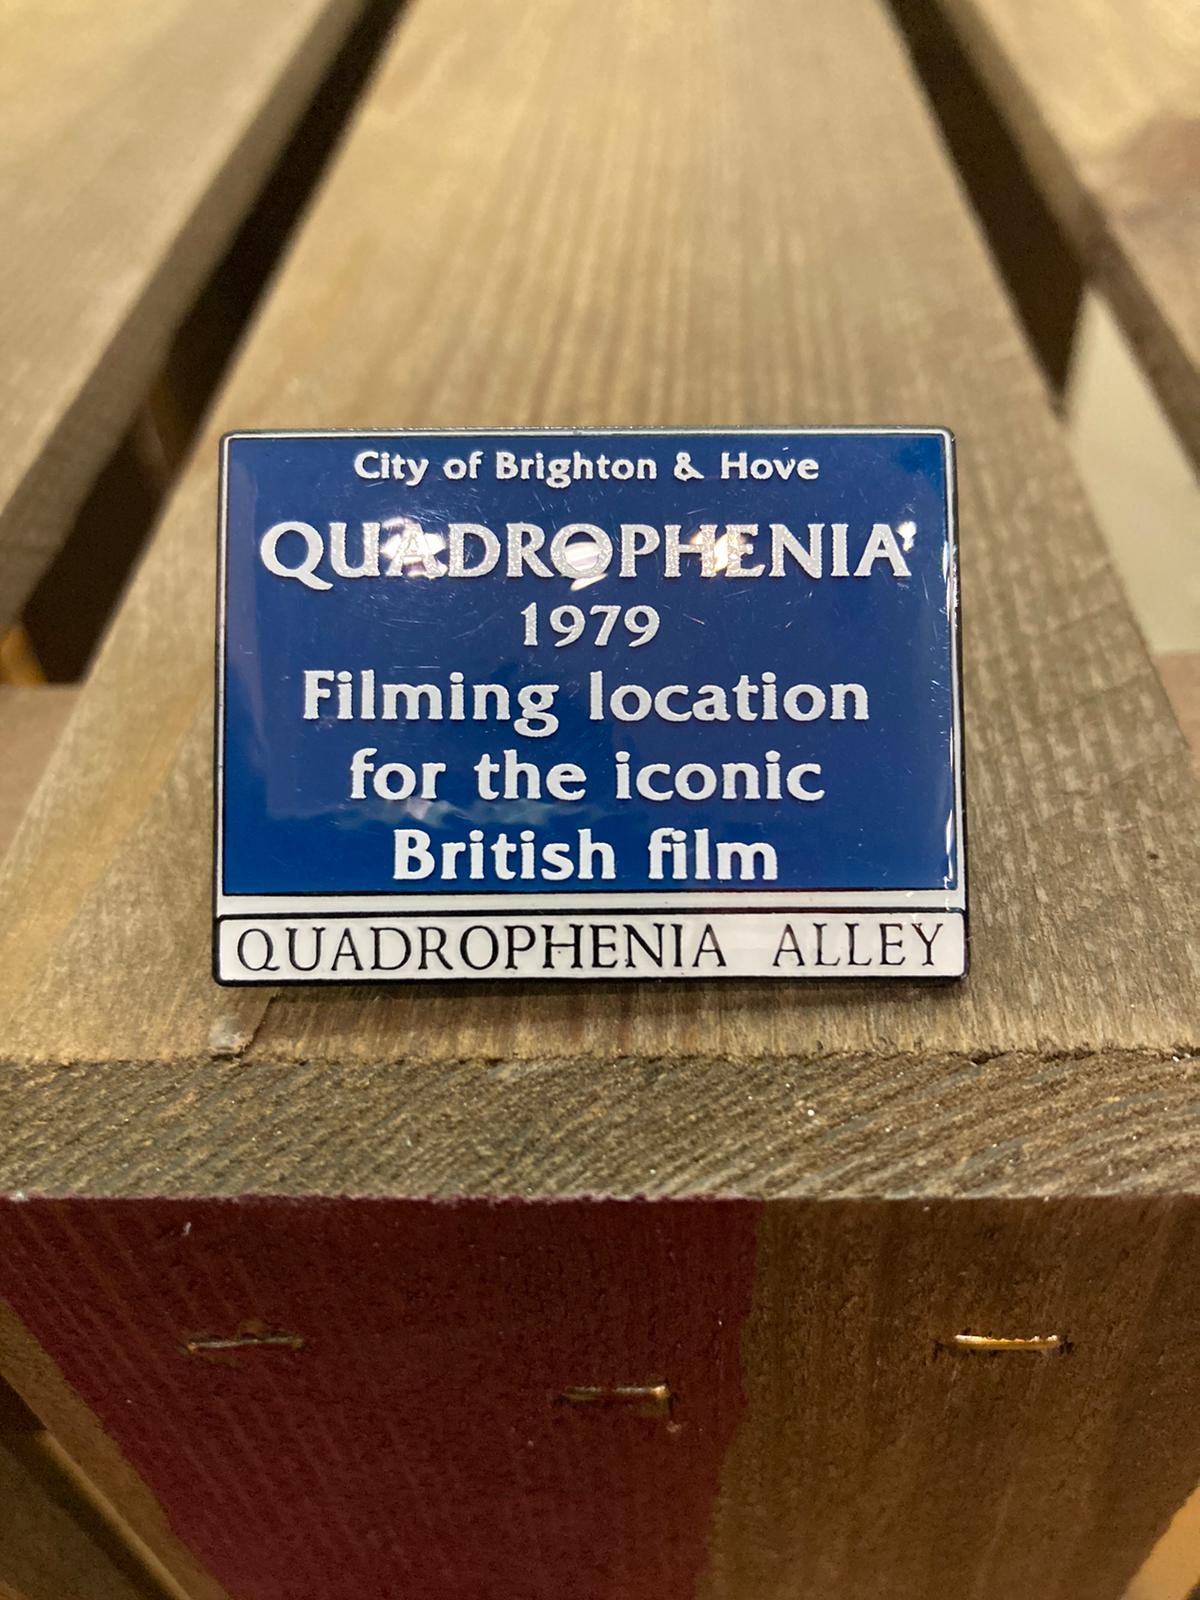 City of Brighton & Hove
QUADROPHENIA
1979
Filming location
for the iconic
British film
QUADROPHENIA ALLEY